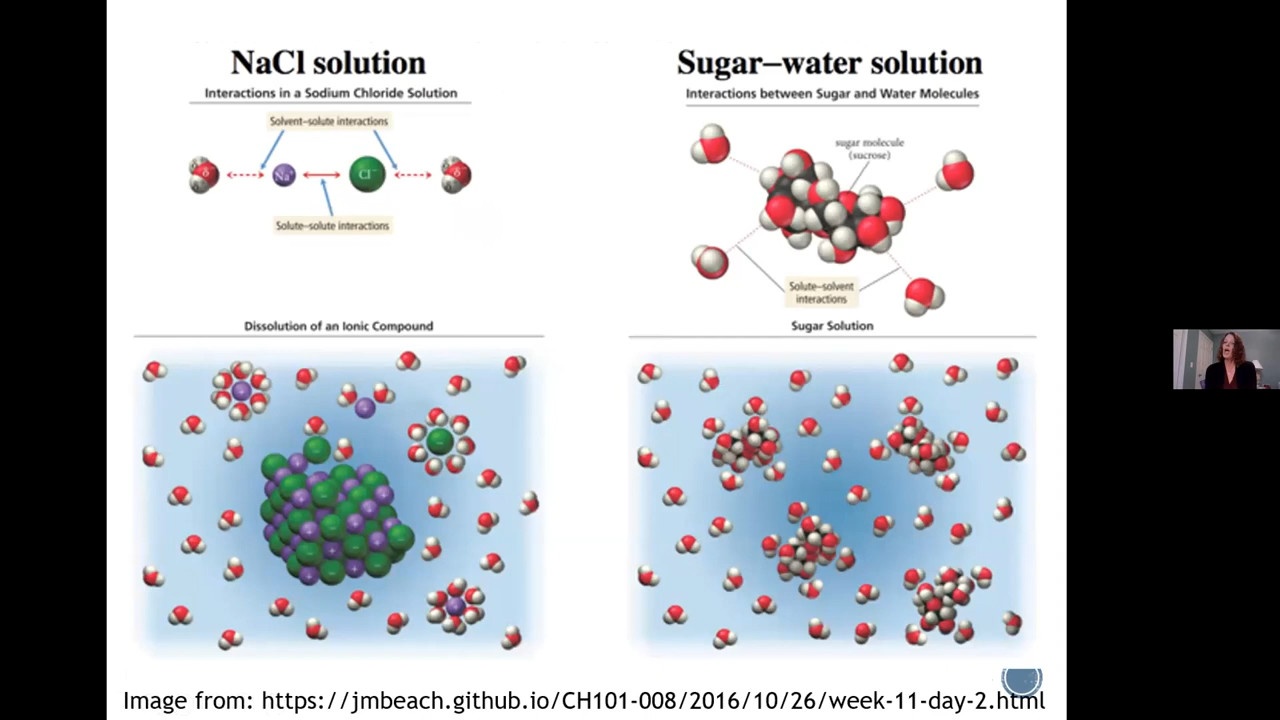 NaCl solution
Interactions in a Sodium Chloride Solution
Solvent–solute interactions
δ⁻
Na⁺
Cl⁻
δ⁻
Solute–solute interactions
Dissolution of an Ionic Compound
Sugar–water solution
Interactions between Sugar and Water Molecules
sugar molecule
(sucrose)
Solute–solvent
interactions
Sugar Solution
Image from: https://jmbeach.github.io/CH101-008/2016/10/26/week-11-day-2.html